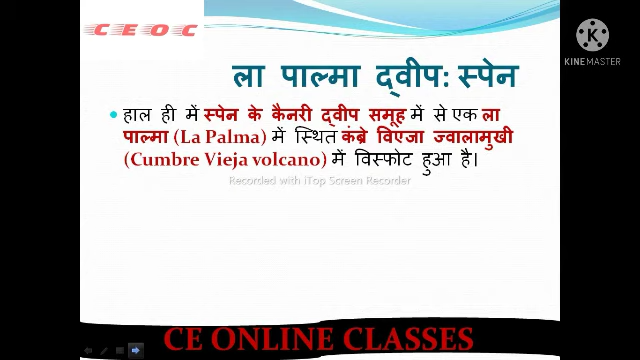 CEOC
KINEMASTER
ला पाल्मा द्वीप: स्पेन
हाल ही में स्पेन के कैनरी द्वीप समूह में से एक ला
पाल्मा (La Palma) में स्थित कंब्रे विएजा ज्वालामुखी
(Cumbre Vieja volcano) में विस्फोट हुआ है।
Recorded with iTop Screen Recorder
CE ONLINE CLASSES